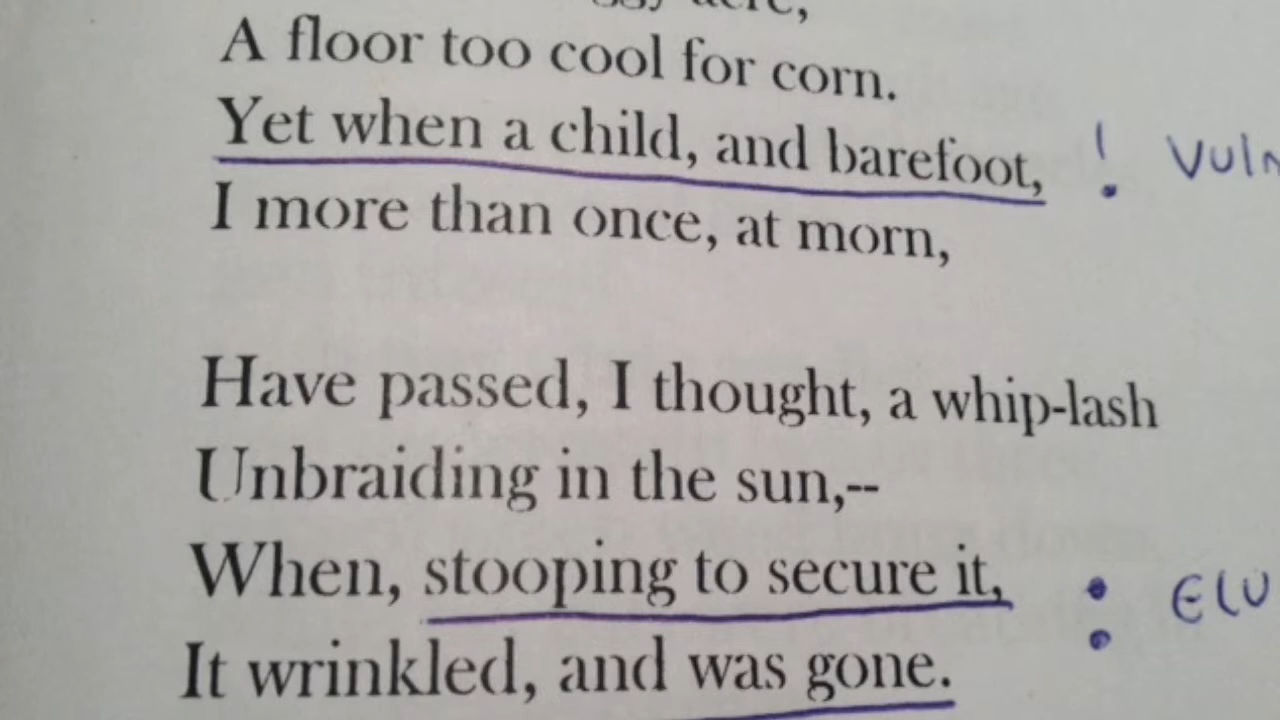 A floor too cool for corn.
Yet when a child, and barefoot, !
I more than once, at morn,
Have passed, I thought, a whip-lash
Unbraiding in the sun,--
When, stooping to secure it, :
It wrinkled, and was gone.